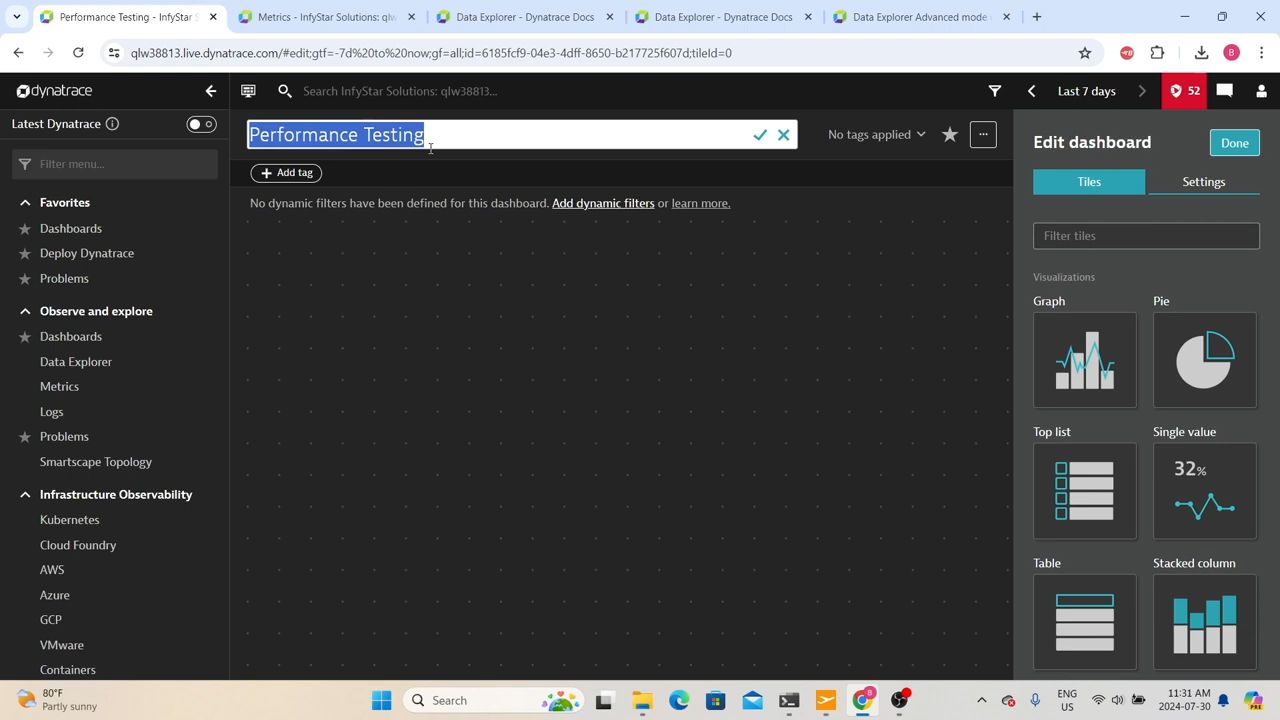 Performance Testing - InfyStar S
Metrics - InfyStar Solutions: qlw
Data Explorer - Dynatrace Docs
Data Explorer - Dynatrace Docs
Data Explorer Advanced mode
qlw38813.live.dynatrace.com/#edit;gtf=-7d%20to%20now;gf=all;id=6185fcf9-04e3-4dff-8650-b217725f607d;tileId=0
B
dynatrace
Search InfyStar Solutions: qlw38813...
Last 7 days
52
Latest Dynatrace
Filter menu...
Favorites
Dashboards
Deploy Dynatrace
Problems
Observe and explore
Dashboards
Data Explorer
Metrics
Logs
Problems
Smartscape Topology
Infrastructure Observability
Kubernetes
Cloud Foundry
AWS
Azure
GCP
VMware
Containers
Performance Testing
No tags applied
...
Add tag
No dynamic filters have been defined for this dashboard. Add dynamic filters or learn more.
Edit dashboard
Done
Tiles
Settings
Filter tiles
Visualizations
Graph
Pie
Top list
Single value
32%
Table
Stacked column
80°F
Partly sunny
Search
B
ENG
GB
11:31 AM
2024-07-30
PRE